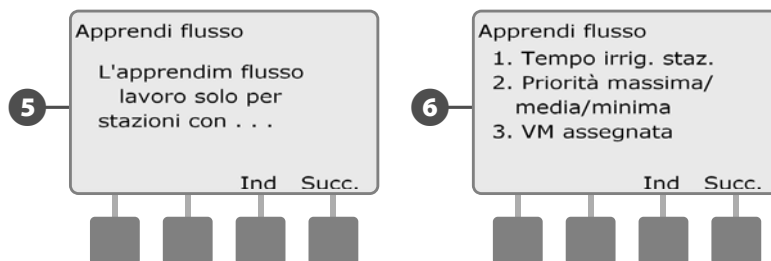 5
Apprendi flusso
L'apprendim flusso
lavoro solo per
stazioni con . . .
Ind Succ.
6
Apprendi flusso
1. Tempo irrig. staz.
2. Priorità massima/
media/minima
3. VM assegnata
Ind Succ.